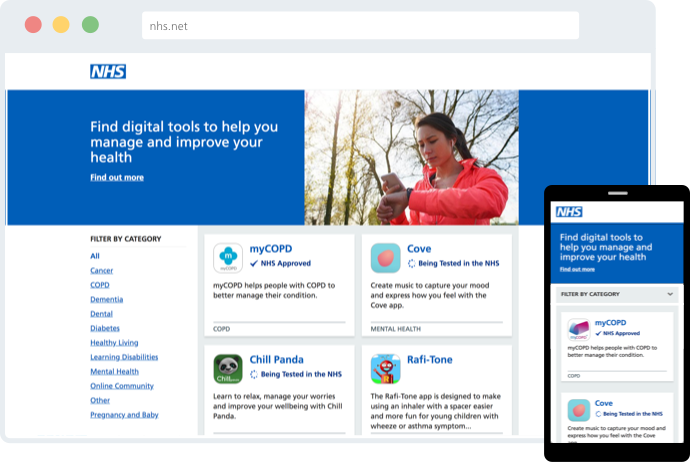 nhs.net
NHS
Find digital tools to help you
manage and improve your
health
Find out more
FILTER BY CATEGORY
All
Cancer
COPD
Dementia
Dental
Diabetes
Healthy Living
Learning Disabilities
Mental Health
Online Community
Other
Pregnancy and Baby
myCOPD
myCOPD
NHS Approved
myCOPD helps people with COPD to
better manage their condition.
COPD
Cove
Being Tested in the NHS
Create music to capture your mood
and express how you feel with the
Cove app.
MENTAL HEALTH
Chill Panda
Being Tested in the NHS
Learn to relax, manage your worries
and improve your wellbeing with Chill
Panda.
Rafi-Tone
The Rafi-Tone app is designed to make
using an inhaler with a spacer easier
and more fun for young children with
wheeze or asthma symptom...
NHS
Find digital tools to
help you manage and
improve your health
Find out more
FILTER BY CATEGORY
myCOPD
NHS Approved
myCOPD helps people with COPD to
better manage their condition.
COPD
Cove
Being Tested in the NHS
Create music to capture your mood and
express how you feel with the Cove